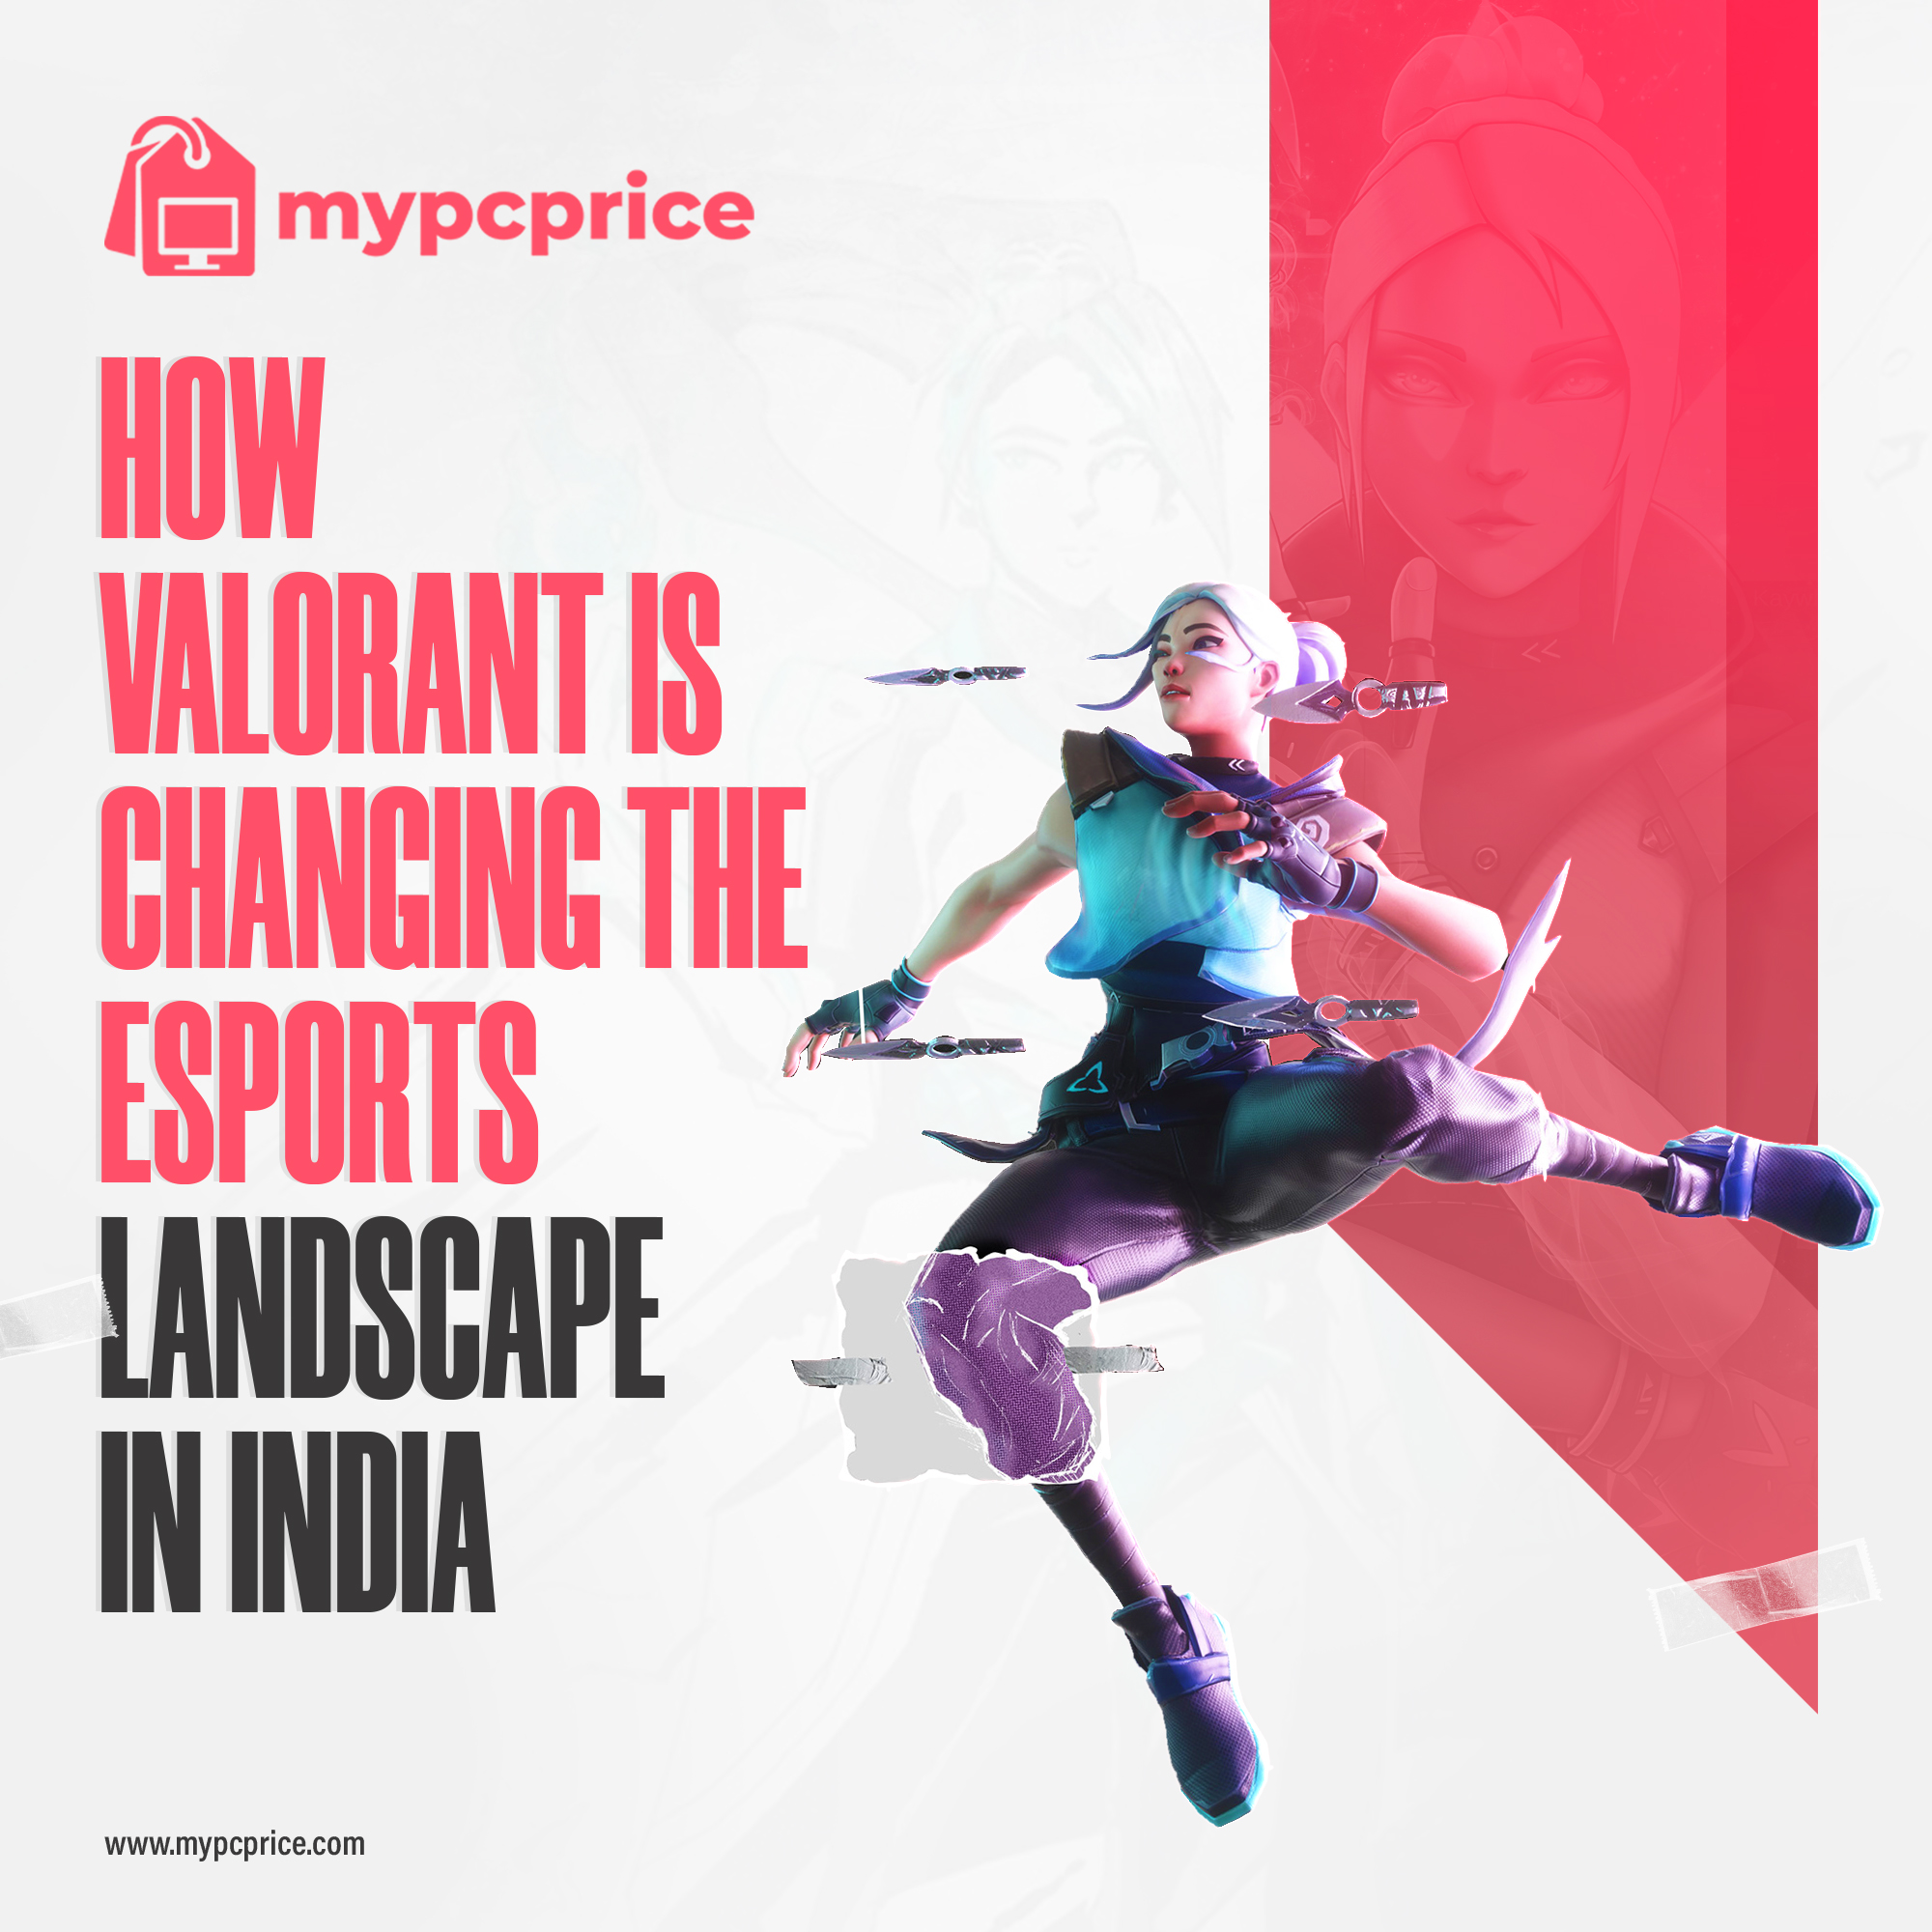 mypcprice
HOW
VALORANT IS
CHANGING THE
ESPORTS
LANDSCAPE
IN INDIA
www.mypcprice.com